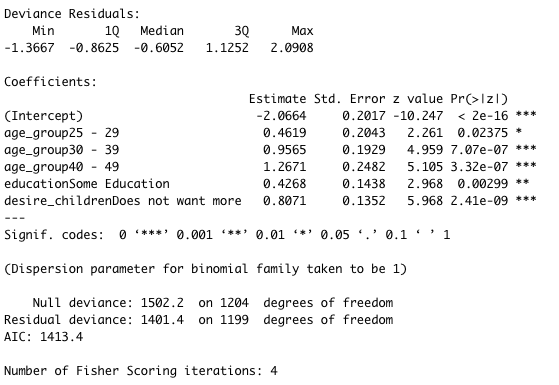 Deviance Residuals:
Min 1Q Median 3Q Max
-1.3667 -0.8625 -0.6052 1.1252 2.0908
Coefficients:
Estimate Std. Error z value Pr(>|z|)
(Intercept) -2.0664 0.2017 -10.247 < 2e-16 ***
age_group25 - 29 0.4619 0.2043 2.261 0.02375 *
age_group30 - 39 0.9565 0.1929 4.959 7.07e-07 ***
age_group40 - 49 1.2671 0.2482 5.105 3.32e-07 ***
educationSome Education 0.4268 0.1438 2.968 0.00299 **
desire_childrenDoes not want more 0.8071 0.1352 5.968 2.41e-09 ***
---
Signif. codes: 0 ‘***’ 0.001 ‘**’ 0.01 ‘*’ 0.05 ‘.’ 0.1 ‘ ’ 1
(Dispersion parameter for binomial family taken to be 1)
Null deviance: 1502.2 on 1204 degrees of freedom
Residual deviance: 1401.4 on 1199 degrees of freedom
AIC: 1413.4
Number of Fisher Scoring iterations: 4